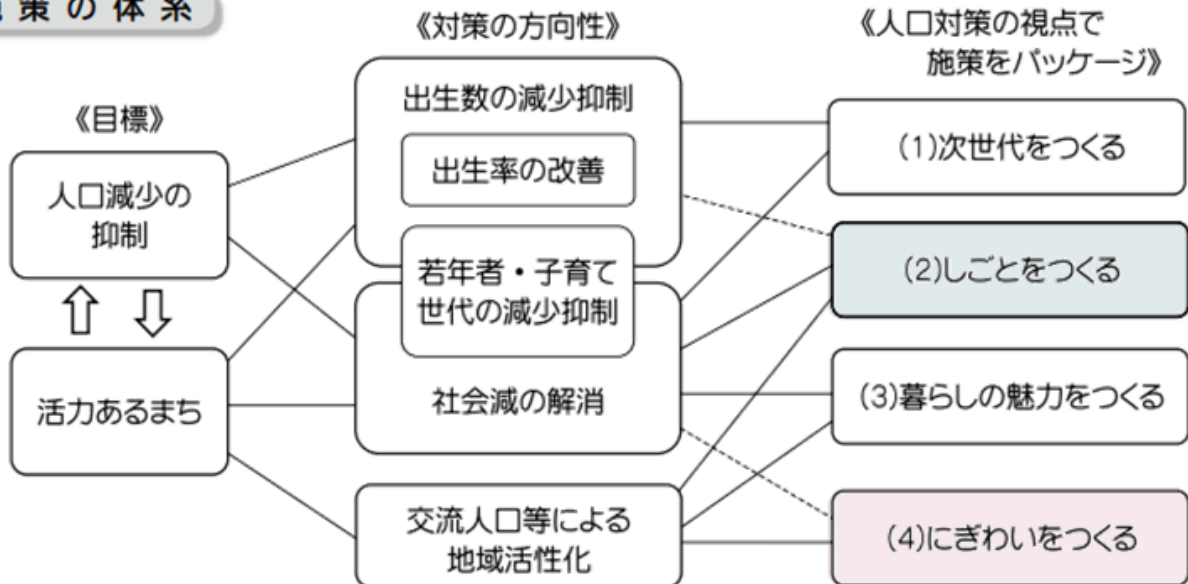 策の体系
《目標》
人口減少の
抑制
活力あるまち
《対策の方向性》
出生数の減少抑制
出生率の改善
若年者・子育て
世代の減少抑制
社会減の解消
交流人口等による
地域活性化
《人口対策の視点で
施策をパッケージ》
(1)次世代をつくる
(2)しごとをつくる
(3)暮らしの魅力をつくる
(4)にぎわいをつくる